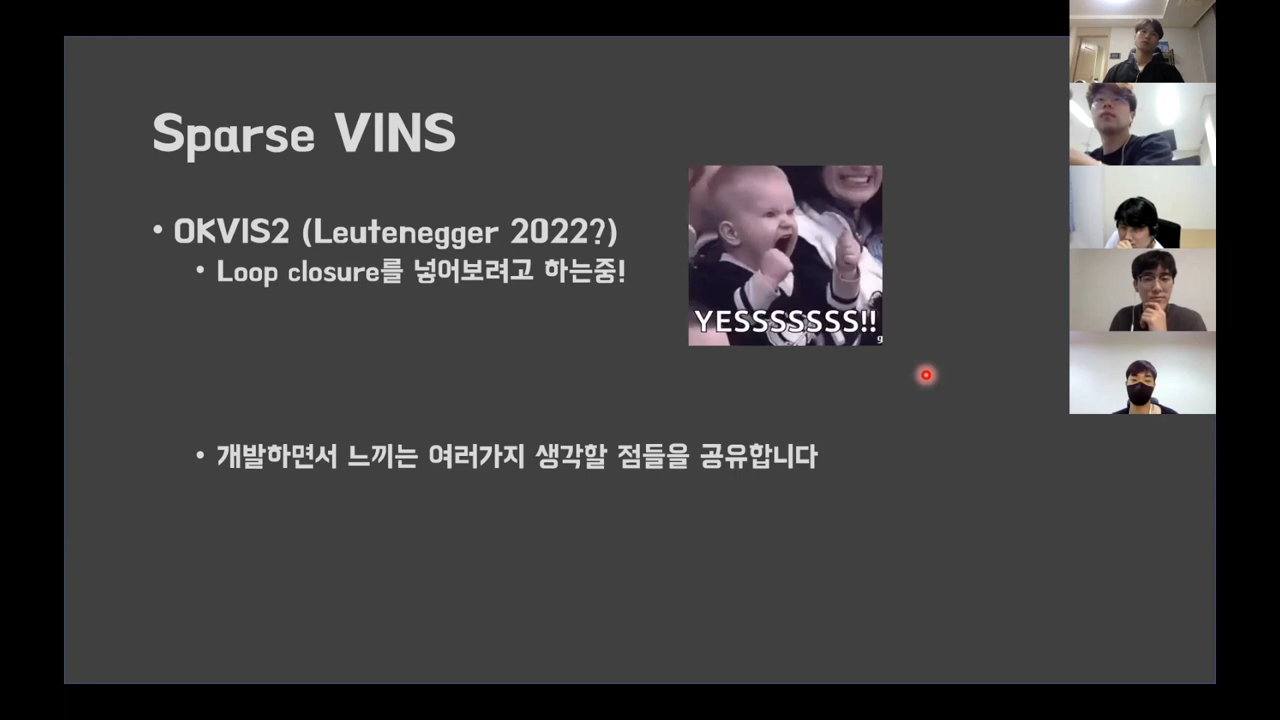 Sparse VINS
• OKVIS2 (Leutenegger 2022?)
• Loop closure를 넣어보려고 하는중!
YESSSSSSS!!
g
• 개발하면서 느끼는 여러가지 생각할 점들을 공유합니다